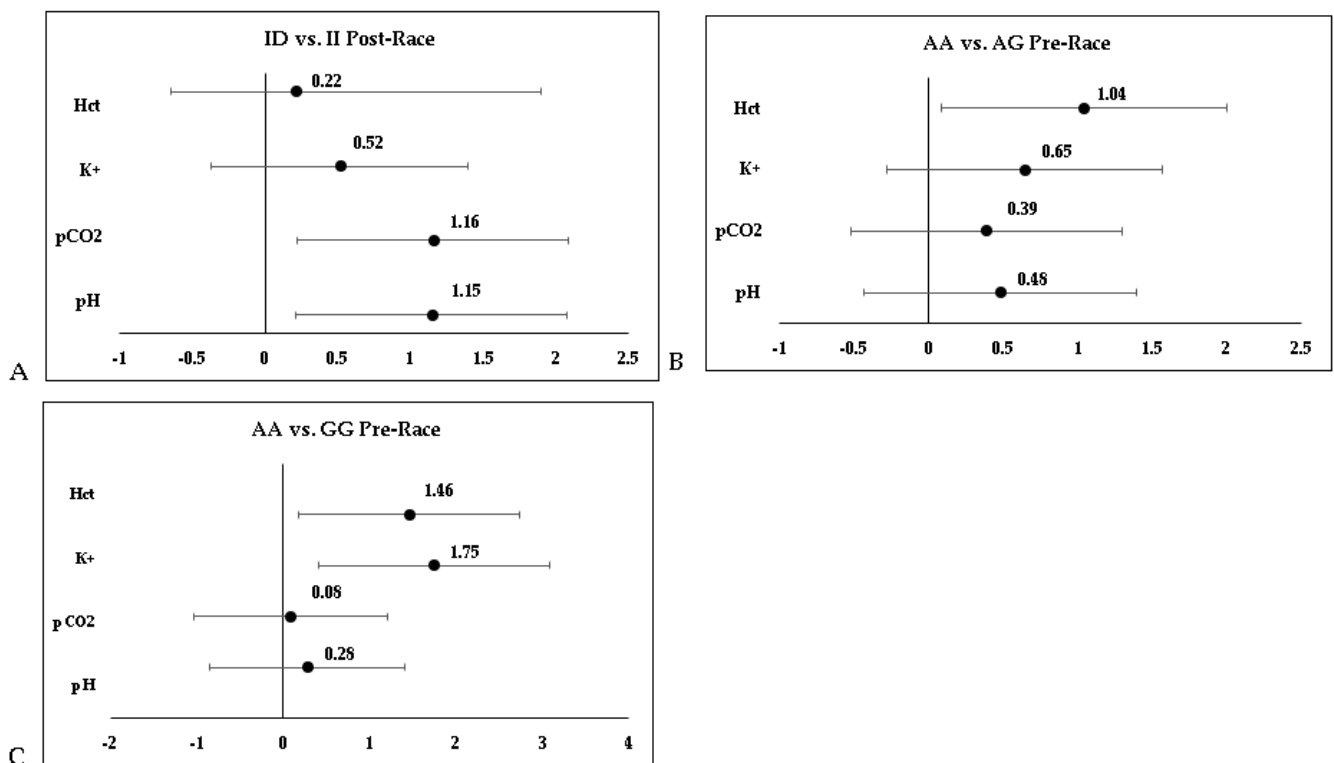 ID vs. II Post-Race
Hct
0.22
K+
0.52
pCO2
1.16
pH
1.15
-1 -0.5 0 0.5 1 1.5 2 2.5
A
AA vs. AG Pre-Race
Hct
1.04
K+
0.65
pCO2
0.39
pH
0.48
-1 -0.5 0 0.5 1 1.5 2 2.5
B
AA vs. GG Pre-Race
Hct
1.46
K+
1.75
pCO2
0.08
pH
0.28
-2 -1 0 1 2 3 4
C